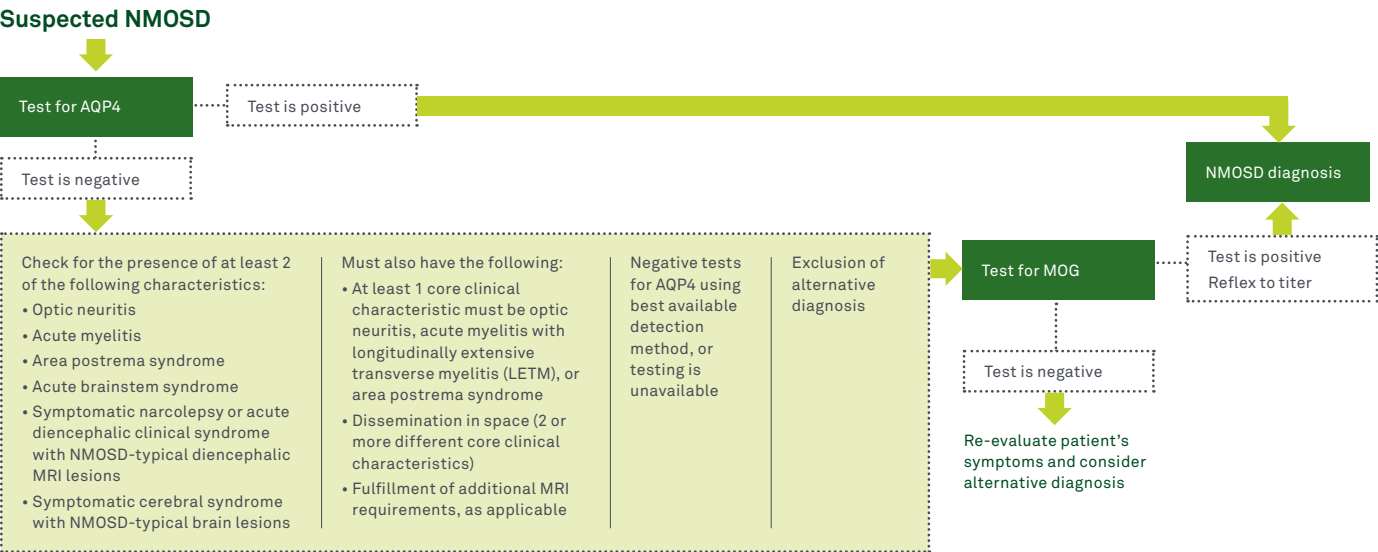 Suspected NMOSD
Test for AQP4
Test is positive
Test is negative
NMOSD diagnosis
Check for the presence of at least 2
of the following characteristics:
• Optic neuritis
• Acute myelitis
• Area postrema syndrome
• Acute brainstem syndrome
• Symptomatic narcolepsy or acute
diencephalic clinical syndrome
with NMOSD-typical diencephalic
MRI lesions
• Symptomatic cerebral syndrome
with NMOSD-typical brain lesions
Must also have the following:
• At least 1 core clinical
characteristic must be optic
neuritis, acute myelitis with
longitudinally extensive
transverse myelitis (LETM), or
area postrema syndrome
• Dissemination in space (2 or
more different core clinical
characteristics)
• Fulfillment of additional MRI
requirements, as applicable
Negative tests
for AQP4 using
best available
detection
method, or
testing is
unavailable
Exclusion of
alternative
diagnosis
Test for MOG
Test is positive
Reflex to titer
Test is negative
Re-evaluate patient's
symptoms and consider
alternative diagnosis